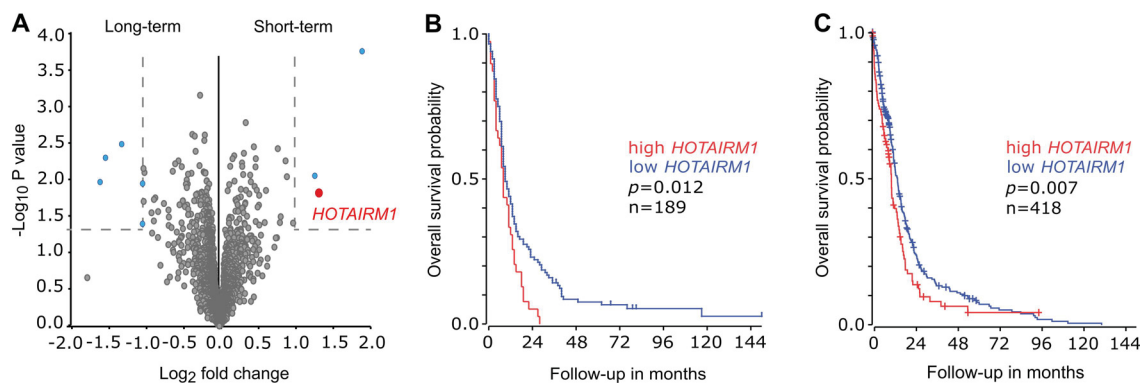 A
Long-term
Short-term
4.0
3.5
3.0
2.5
2.0
1.5
1.0
0.5
0.0
-Log10 P value
HOTAIRM1
-2.0 -1.5 -1.0 -0.5 0.0 0.5 1.0 1.5 2.0
Log2 fold change
B
1.0
0.5
0.0
Overall survival probability
high HOTAIRM1
low HOTAIRM1
p=0.012
n=189
0 24 48 72 96 120 144
Follow-up in months
C
1.0
0.5
0.0
Overall survival probability
high HOTAIRM1
low HOTAIRM1
p=0.007
n=418
0 24 48 72 96 120 144
Follow-up in months